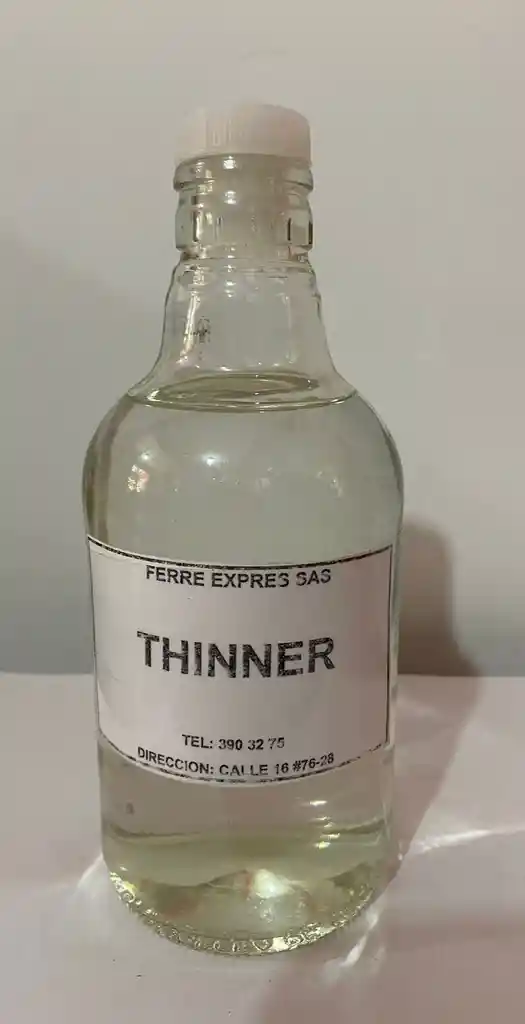 FERRE EXPRES SAS
THINNER
TEL: 390 32 75
DIRECCION: CALLE 16 #76-28